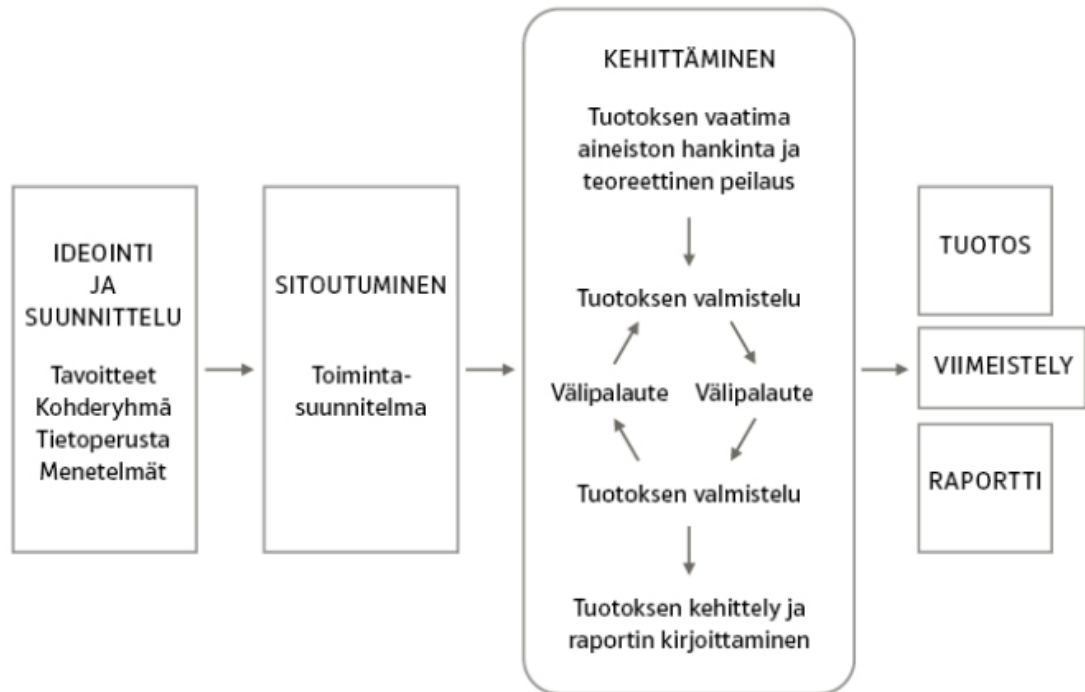 IDEOINTI
JA
SUUNNITTELU
Tavoitteet
Kohderyhmä
Tietoperusta
Menetelmät
SITOUTUMINEN
Toiminta-
suunnitelma
KEHITTÄMINEN
Tuotoksen vaatima
aineiston hankinta ja
teoreettinen peilaus
Tuotoksen valmistelu
Välipalaute Välipalaute
Tuotoksen valmistelu
Tuotoksen kehittely ja
raportin kirjoittaminen
TUOTOS
VIIMEISTELY
RAPORTTI